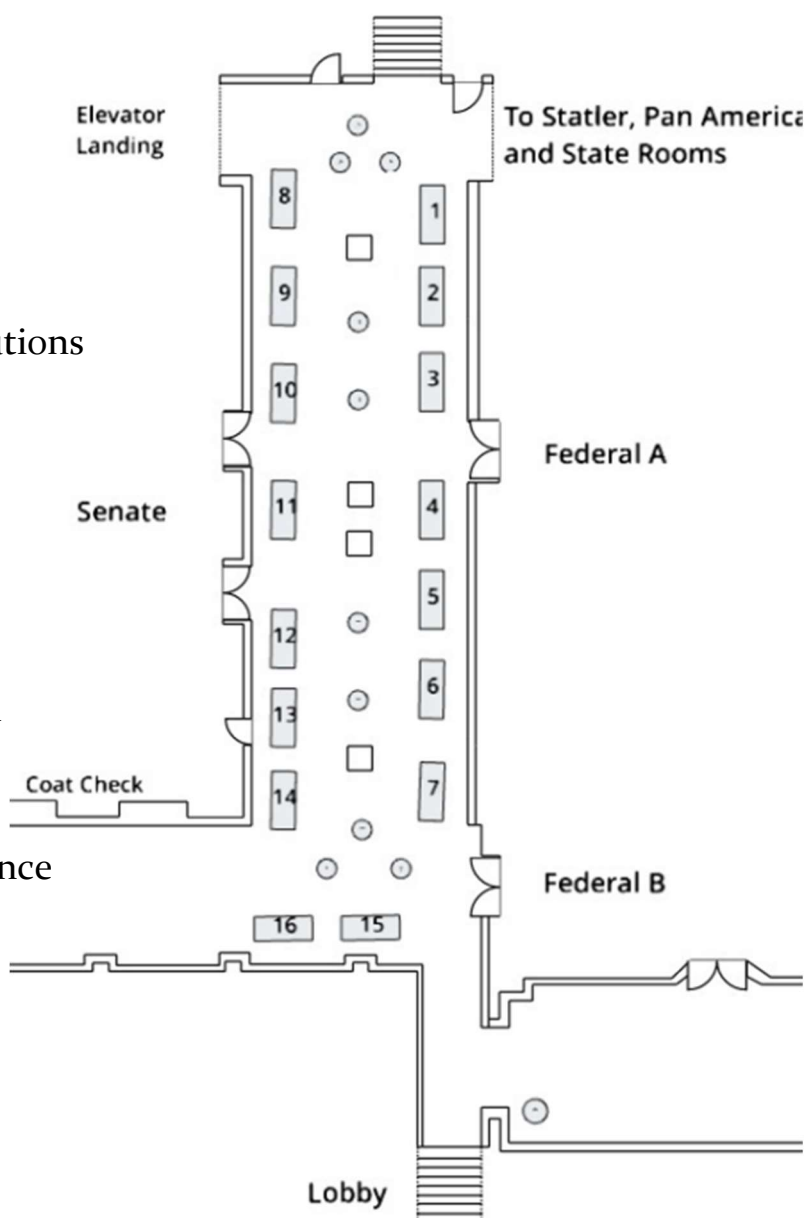 Elevator
Landing
To Statler, Pan America
and State Rooms
8
1
9
2
utions
10
3
Federal A
Senate
11
4
5
12
6
13
Coat Check
14
7
nce
Federal B
16
15
Lobby